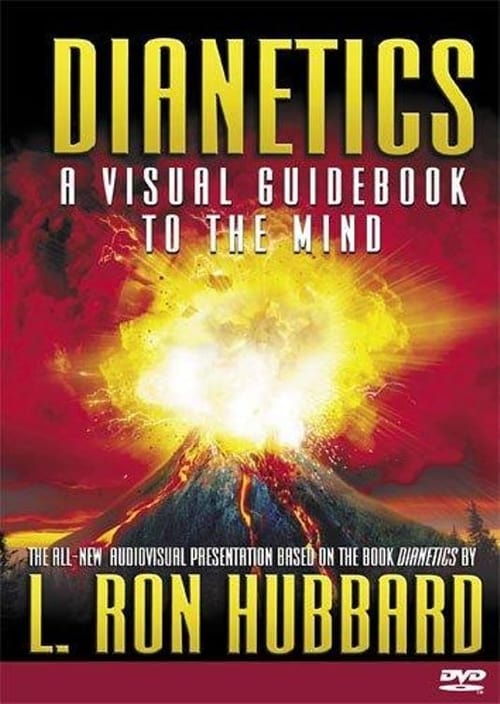 DIANETICS
A VISUAL GUIDEBOOK
TO THE MIND
THE ALL-NEW AUDIOVISUAL PRESENTATION BASED ON THE BOOK DIANETICS BY
L. RON HUBBARD
DVD